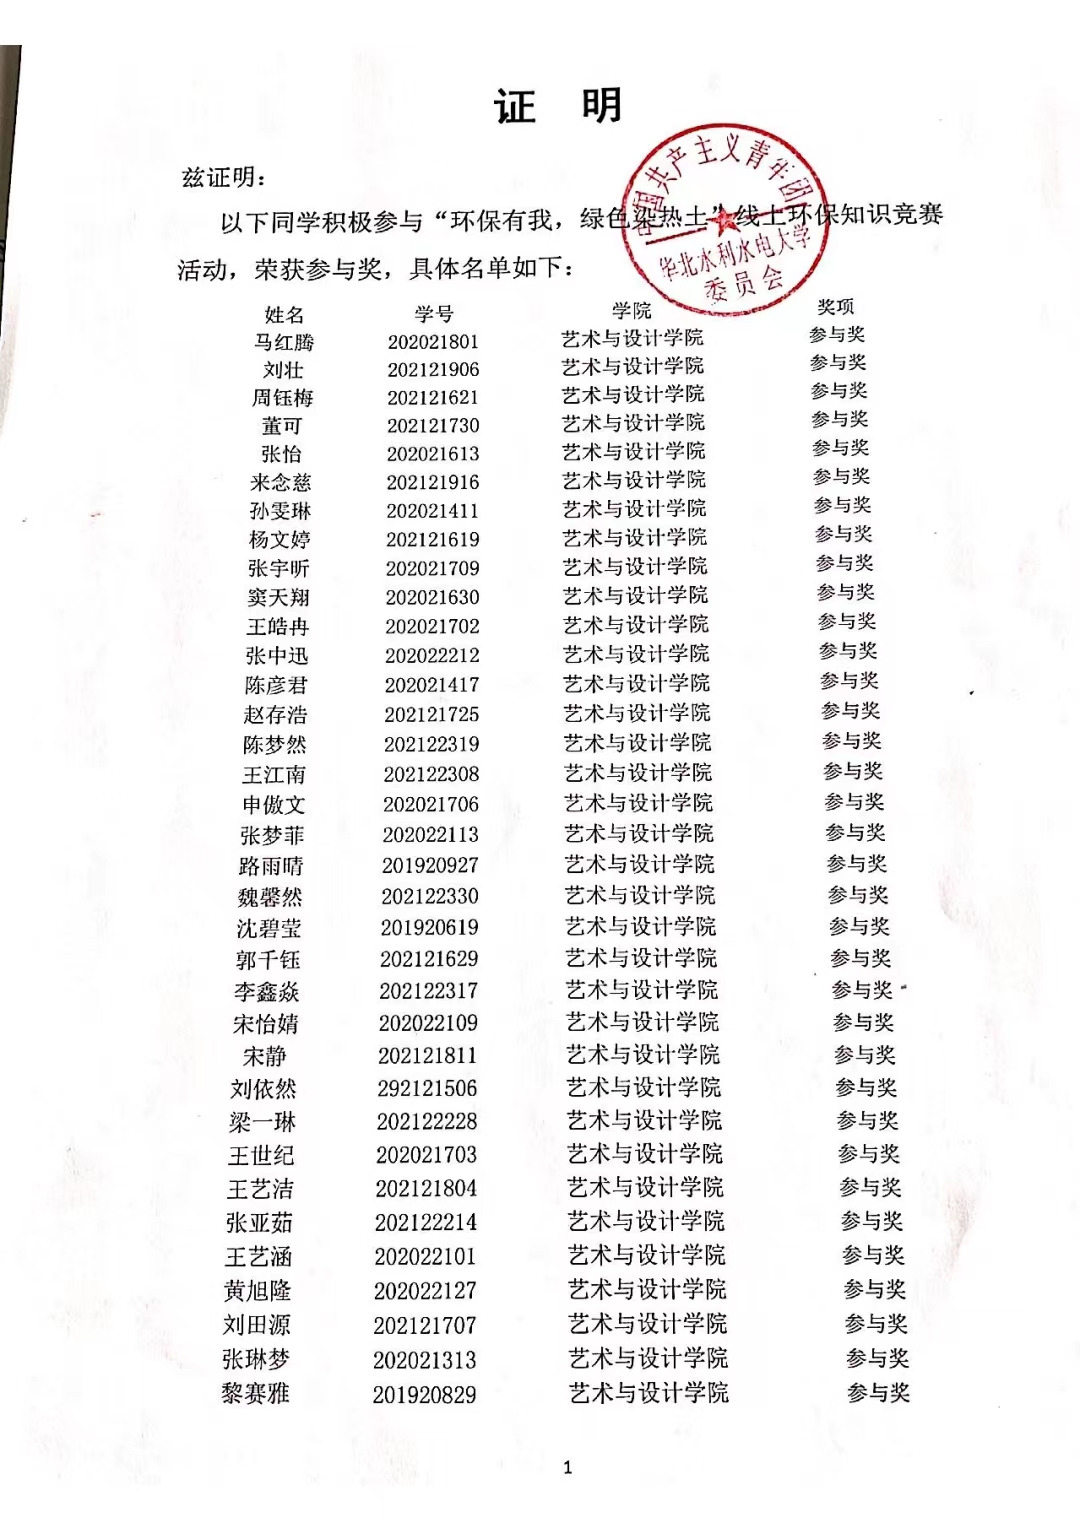 证 明
中国共产主义青年团
华北水利水电大学
委员会
兹证明：
以下同学积极参与“环保有我，绿色染热土”线上环保知识竞赛
活动，荣获参与奖，具体名单如下：
姓名 学号 学院 奖项
马红腾 202021801 艺术与设计学院 参与奖
刘壮 202121906 艺术与设计学院 参与奖
周钰梅 202121621 艺术与设计学院 参与奖
董可 202121730 艺术与设计学院 参与奖
张怡 202021613 艺术与设计学院 参与奖
来念慈 202121916 艺术与设计学院 参与奖
孙雯琳 202021411 艺术与设计学院 参与奖
杨文婷 202121619 艺术与设计学院 参与奖
张宇昕 202021709 艺术与设计学院 参与奖
窦天翔 202021630 艺术与设计学院 参与奖
王皓冉 202021702 艺术与设计学院 参与奖
张中迅 202022212 艺术与设计学院 参与奖
陈彦君 202021417 艺术与设计学院 参与奖
赵存浩 202121725 艺术与设计学院 参与奖
陈梦然 202122319 艺术与设计学院 参与奖
王江南 202122308 艺术与设计学院 参与奖
申傲文 202021706 艺术与设计学院 参与奖
张梦菲 202022113 艺术与设计学院 参与奖
路雨晴 201920927 艺术与设计学院 参与奖
魏馨然 202122330 艺术与设计学院 参与奖
沈碧莹 201920619 艺术与设计学院 参与奖
郭千钰 202121629 艺术与设计学院 参与奖
李鑫焱 202122317 艺术与设计学院 参与奖
宋怡婧 202022109 艺术与设计学院 参与奖
宋静 202121811 艺术与设计学院 参与奖
刘依然 292121506 艺术与设计学院 参与奖
梁一琳 202122228 艺术与设计学院 参与奖
王世纪 202021703 艺术与设计学院 参与奖
王艺洁 202121804 艺术与设计学院 参与奖
张亚茹 202122214 艺术与设计学院 参与奖
王艺涵 202022101 艺术与设计学院 参与奖
黄旭隆 202022127 艺术与设计学院 参与奖
刘田源 202121707 艺术与设计学院 参与奖
张琳梦 202021313 艺术与设计学院 参与奖
黎赛雅 201920829 艺术与设计学院 参与奖
1